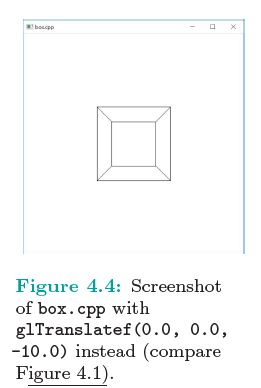 box.cpp
Figure 4.4: Screenshot
of box.cpp with
glTranslatef(0.0, 0.0,
-10.0) instead (compare
Figure 4.1).